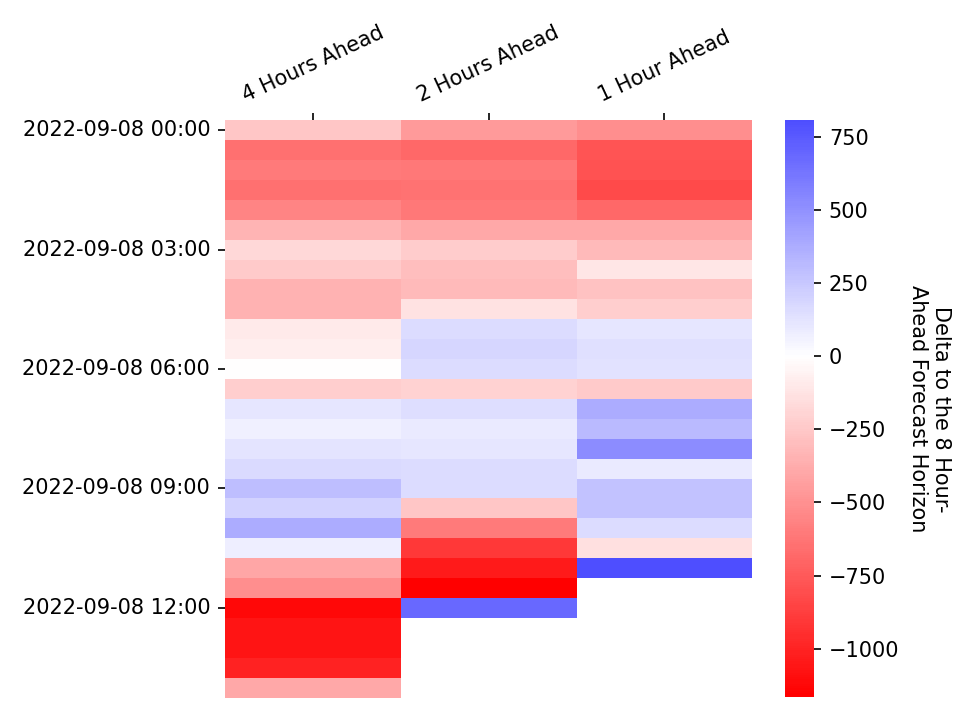 4 Hours Ahead
2 Hours Ahead
1 Hour Ahead
2022-09-08 00:00
2022-09-08 03:00
2022-09-08 06:00
2022-09-08 09:00
2022-09-08 12:00
750
500
250
0
−250
−500
−750
−1000
Delta to the 8 Hour-
Ahead Forecast Horizon